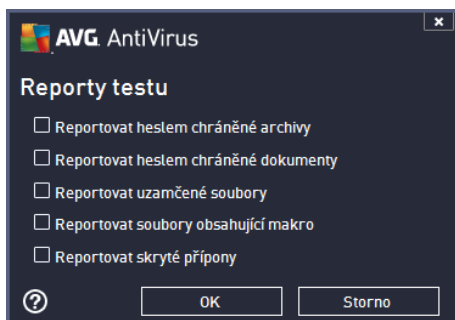 AVG. AntiVirus
Reporty testu
Reportovat heslem chráněné archivy
Reportovat heslem chráněné dokumenty
Reportovat uzamčené soubory
Reportovat soubory obsahující makro
Reportovat skryté přípony
OK Storno